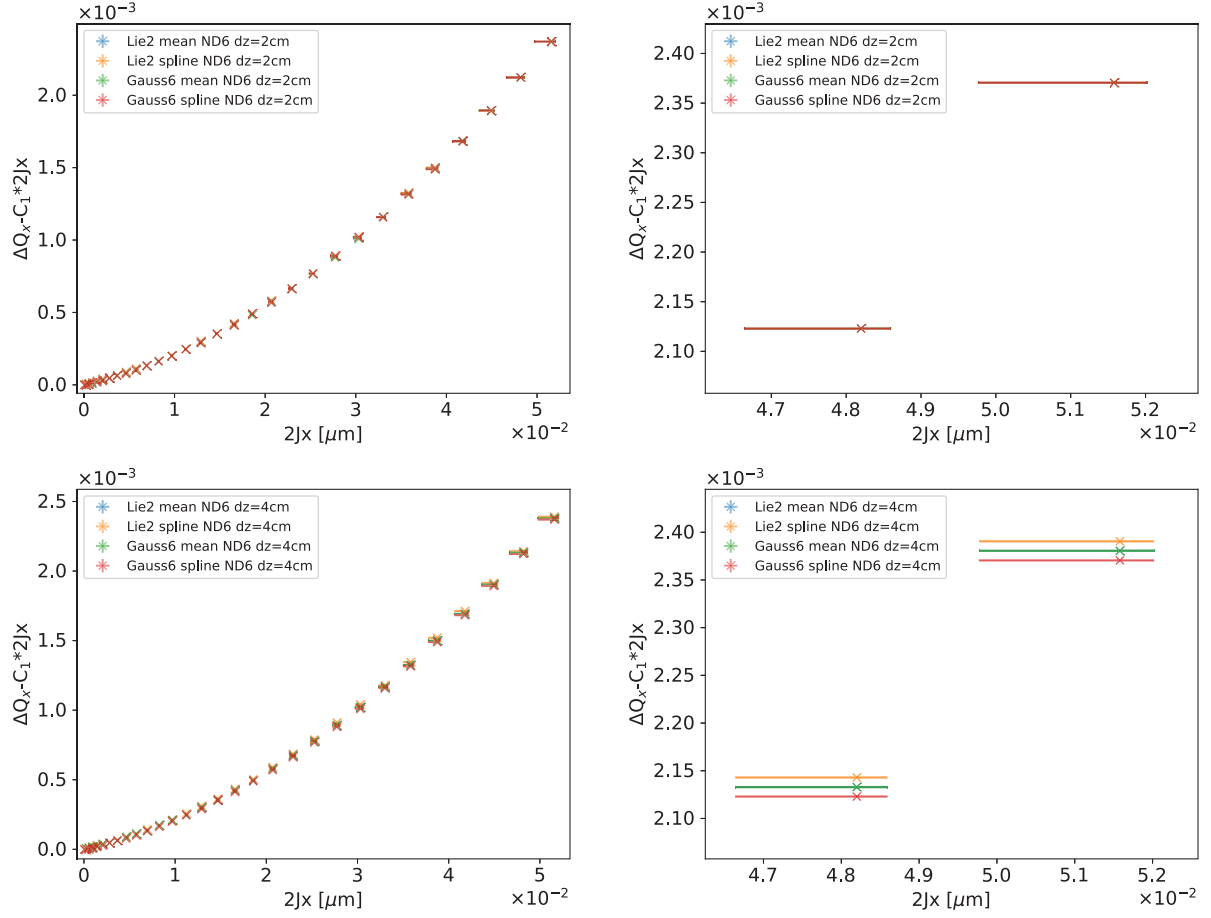 ×10⁻³
Lie2 mean ND6 dz=2cm
Lie2 spline ND6 dz=2cm
Gauss6 mean ND6 dz=2cm
Gauss6 spline ND6 dz=2cm
2.0
1.5
1.0
0.5
0.0
ΔQₓ-C₁*2Jx
0 1 2 3 4 5
×10⁻²
2Jx [μm]
×10⁻³
Lie2 mean ND6 dz=2cm
Lie2 spline ND6 dz=2cm
Gauss6 mean ND6 dz=2cm
Gauss6 spline ND6 dz=2cm
2.40
2.35
2.30
2.25
2.20
2.15
2.10
ΔQₓ-C₁*2Jx
4.7 4.8 4.9 5.0 5.1 5.2
×10⁻²
2Jx [μm]
×10⁻³
Lie2 mean ND6 dz=4cm
Lie2 spline ND6 dz=4cm
Gauss6 mean ND6 dz=4cm
Gauss6 spline ND6 dz=4cm
2.5
2.0
1.5
1.0
0.5
0.0
ΔQₓ-C₁*2Jx
0 1 2 3 4 5
×10⁻²
2Jx [μm]
×10⁻³
Lie2 mean ND6 dz=4cm
Lie2 spline ND6 dz=4cm
Gauss6 mean ND6 dz=4cm
Gauss6 spline ND6 dz=4cm
2.40
2.35
2.30
2.25
2.20
2.15
2.10
ΔQₓ-C₁*2Jx
4.7 4.8 4.9 5.0 5.1 5.2
×10⁻²
2Jx [μm]